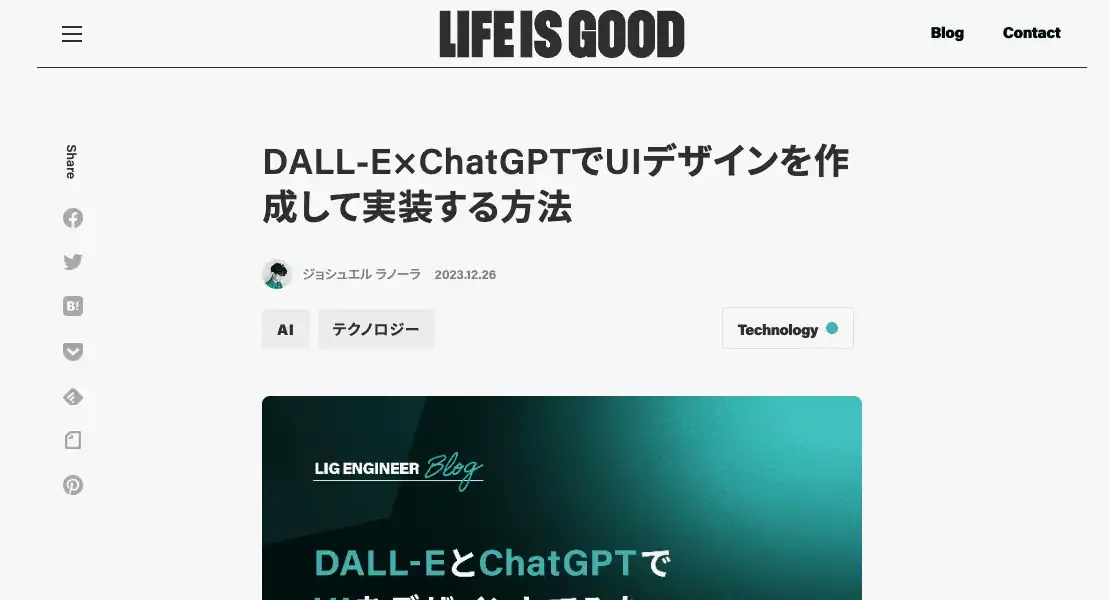 LIFE IS GOOD
Blog
Contact
Share
DALL-E×ChatGPTでUIデザインを作
成して実装する方法
ジョシュエル ラノーラ 2023.12.26
AI
テクノロジー
Technology
B!
LIG ENGINEER Blog
DALL-EとChatGPTで